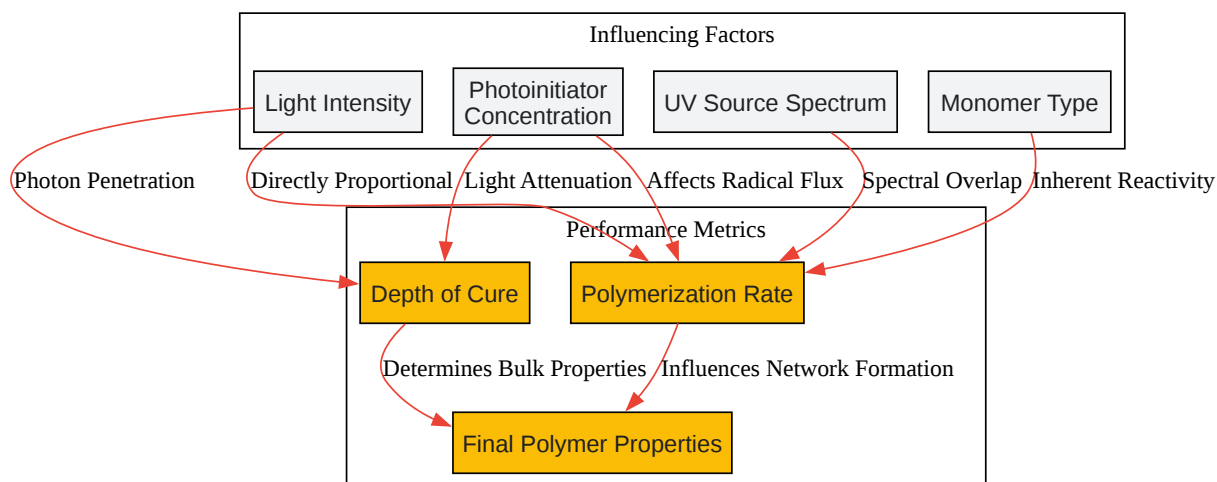 Influencing Factors
Light Intensity
Photoinitiator
Concentration
UV Source Spectrum
Monomer Type
Photon Penetration
Directly Proportional
Light Attenuation
Affects Radical Flux
Spectral Overlap
Inherent Reactivity
Performance Metrics
Depth of Cure
Polymerization Rate
Determines Bulk Properties
Influences Network Formation
Final Polymer Properties